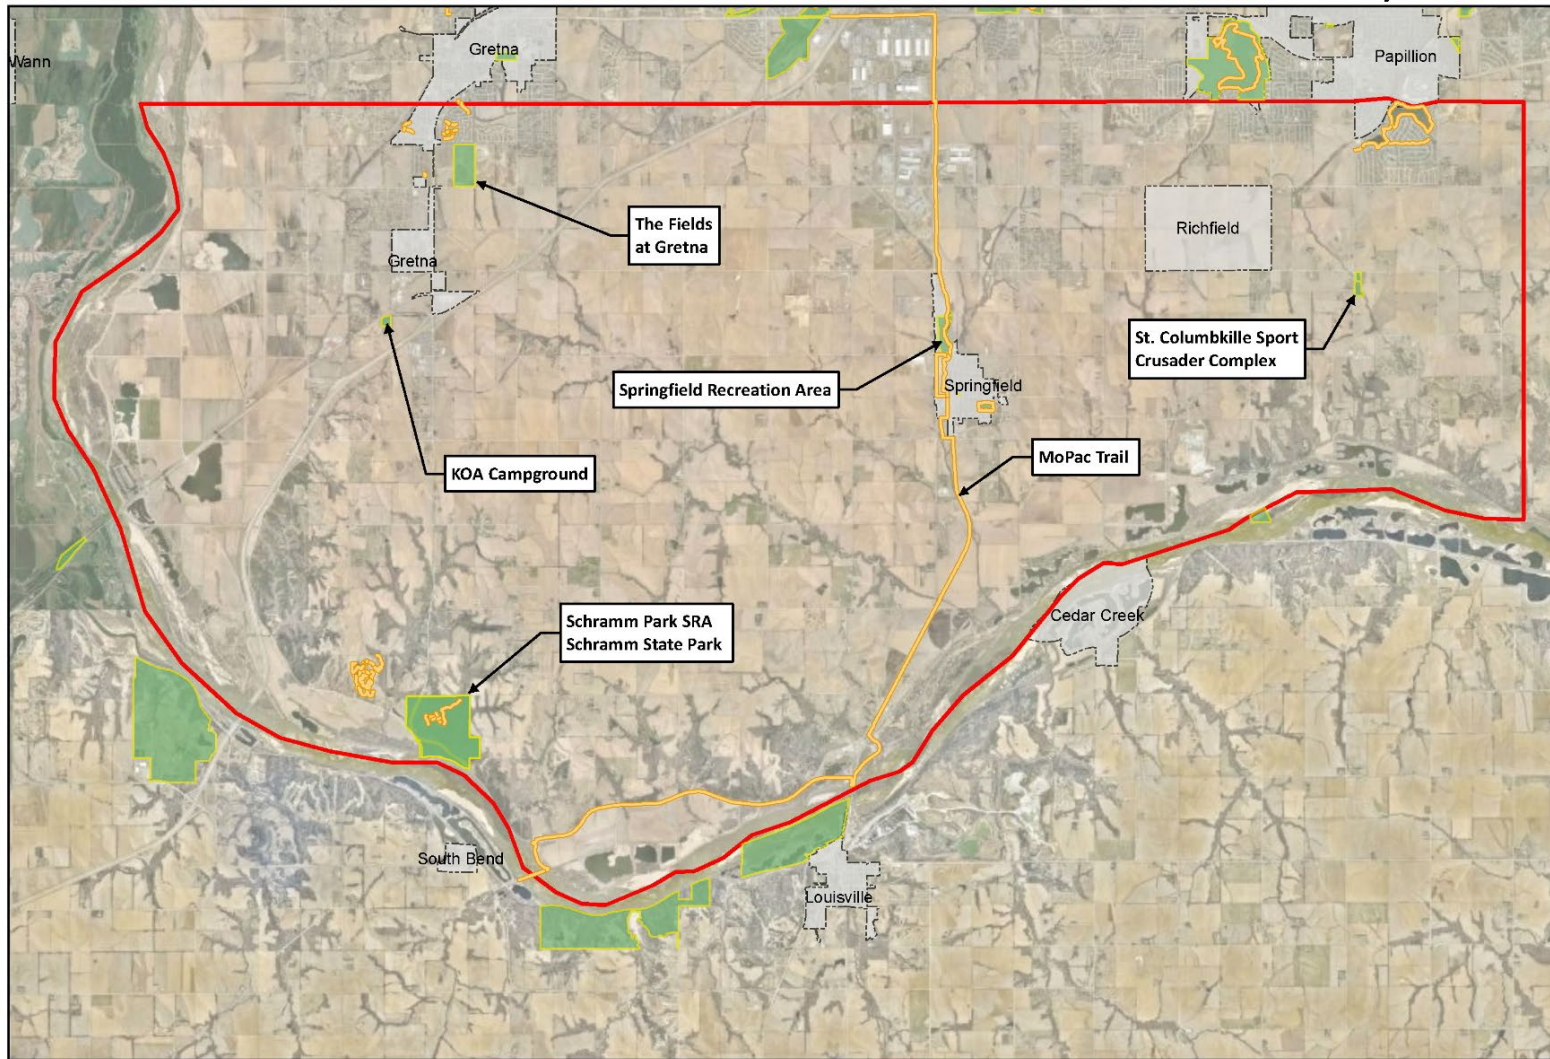 Gretna
Papillion
Wann
The Fields
at Gretna
Richfield
Gretna
St. Columbkille Sport
Crusader Complex
Springfield Recreation Area
Springfield
KOA Campground
MoPac Trail
Schramm Park SRA
Schramm State Park
Cedar Creek
South Bend
Louisville